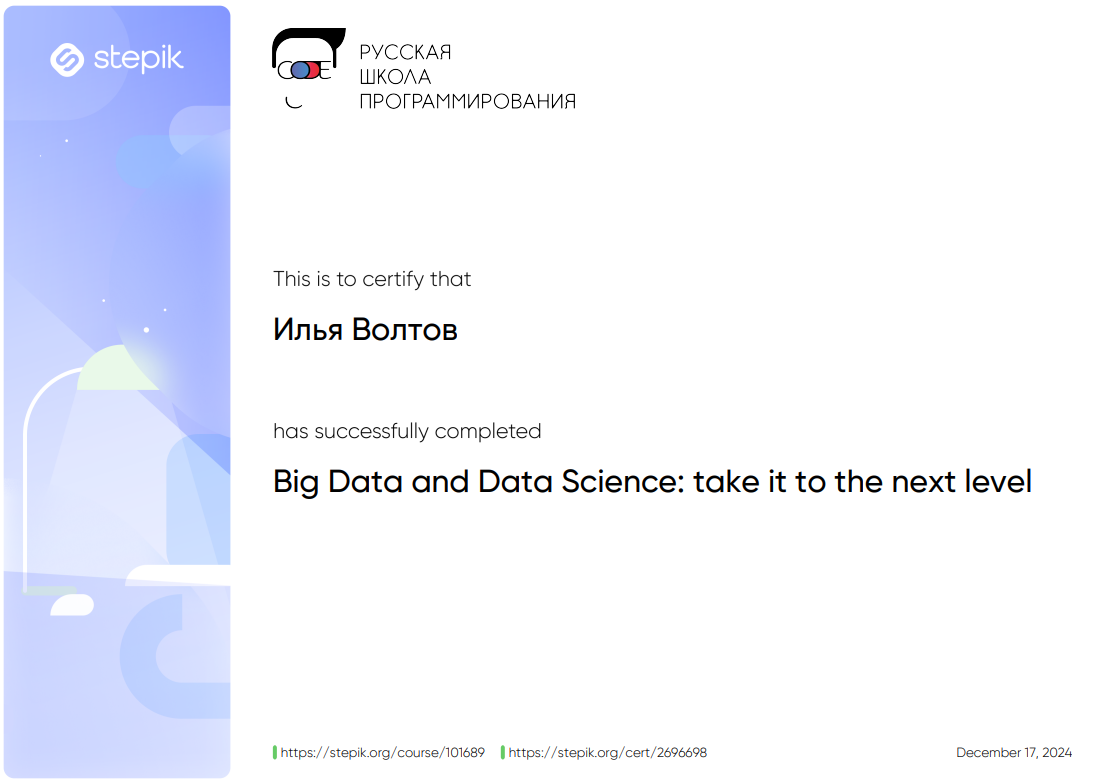 stepik
CODE
РУССКАЯ
ШКОЛА
ПРОГРАММИРОВАНИЯ
This is to certify that
Илья Волтов
has successfully completed
Big Data and Data Science: take it to the next level
https://stepik.org/course/101689 https://stepik.org/cert/2696698 December 17, 2024